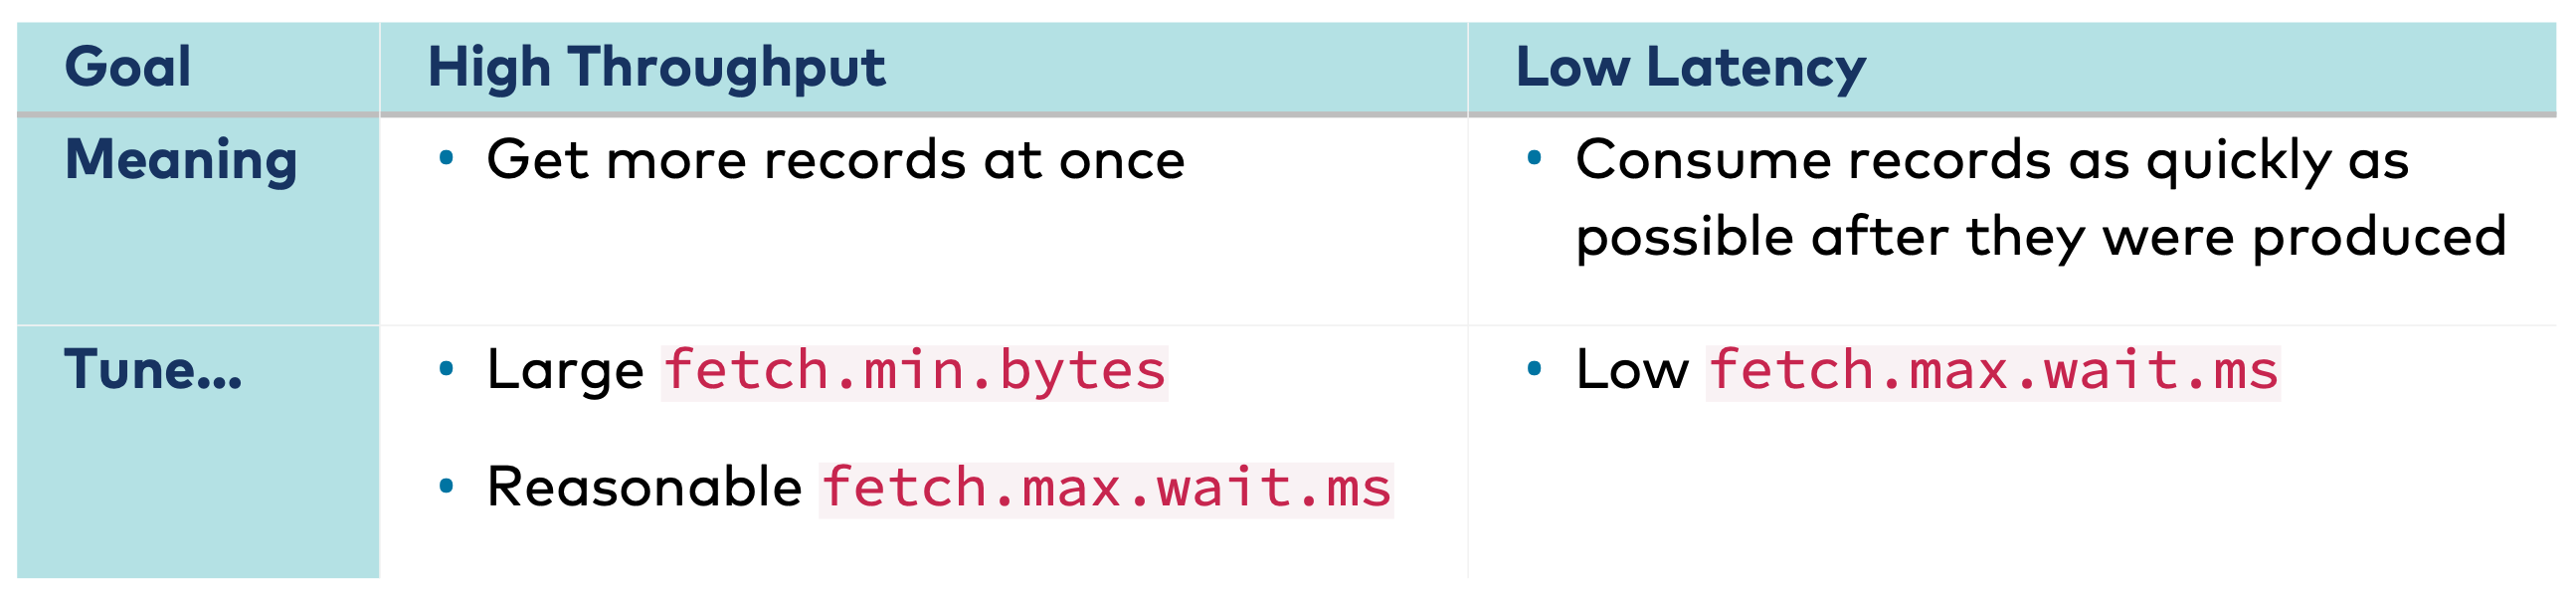 Goal High Throughput Low Latency
Meaning • Get more records at once • Consume records as quickly as
possible after they were produced
Tune... • Large fetch.min.bytes • Low fetch.max.wait.ms
• Reasonable fetch.max.wait.ms